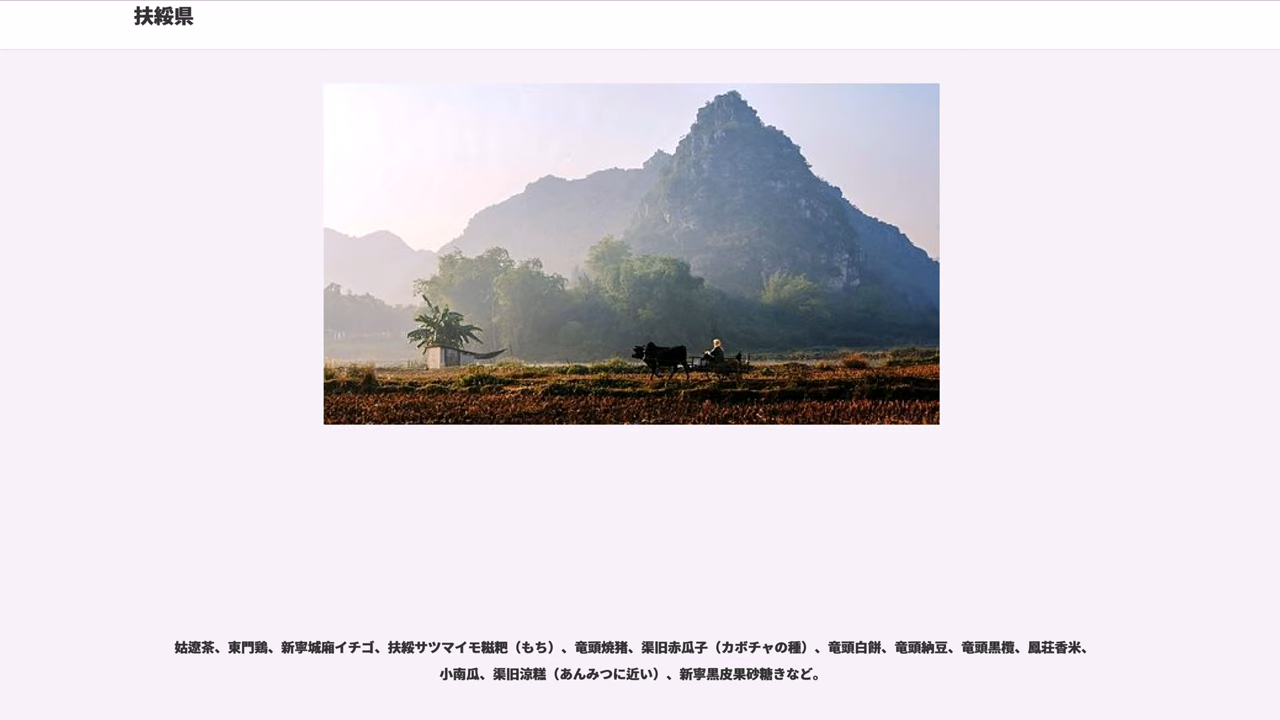 扶綏県
姑遼茶、東門鶏、新寧城廂イチゴ、扶綏サツマイモ糍粑（もち）、竜頭焼猪、渠旧赤瓜子（カボチャの種）、竜頭白餅、竜頭納豆、竜頭黒欖、鳳荘香米、
小南瓜、渠旧涼糕（あんみつに近い）、新寧黒皮果砂糖きなど。